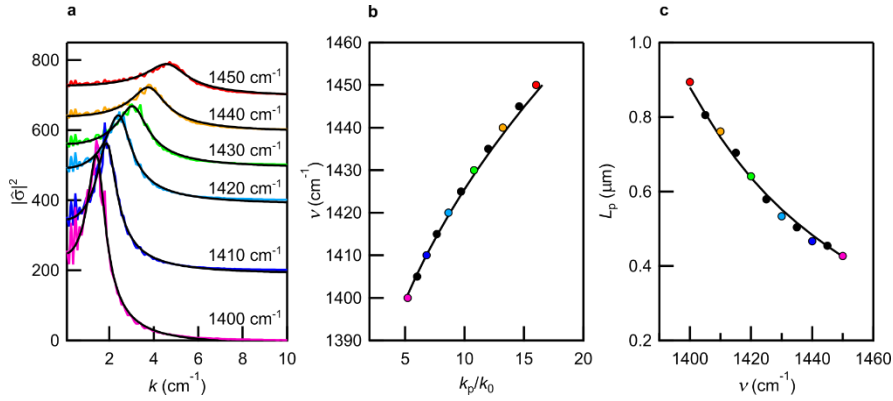 a
800
600
400
200
0
|σ̂|²
1450 cm⁻¹
1440 cm⁻¹
1430 cm⁻¹
1420 cm⁻¹
1410 cm⁻¹
1400 cm⁻¹
2 4 6 8 10
k (cm⁻¹)
b
1460
1450
1440
1430
1420
1410
1400
1390
ν (cm⁻¹)
5 10 15 20
kₚ/k₀
c
1.0
0.8
0.6
0.4
0.2
Lₚ (μm)
1400 1420 1440 1460
ν (cm⁻¹)